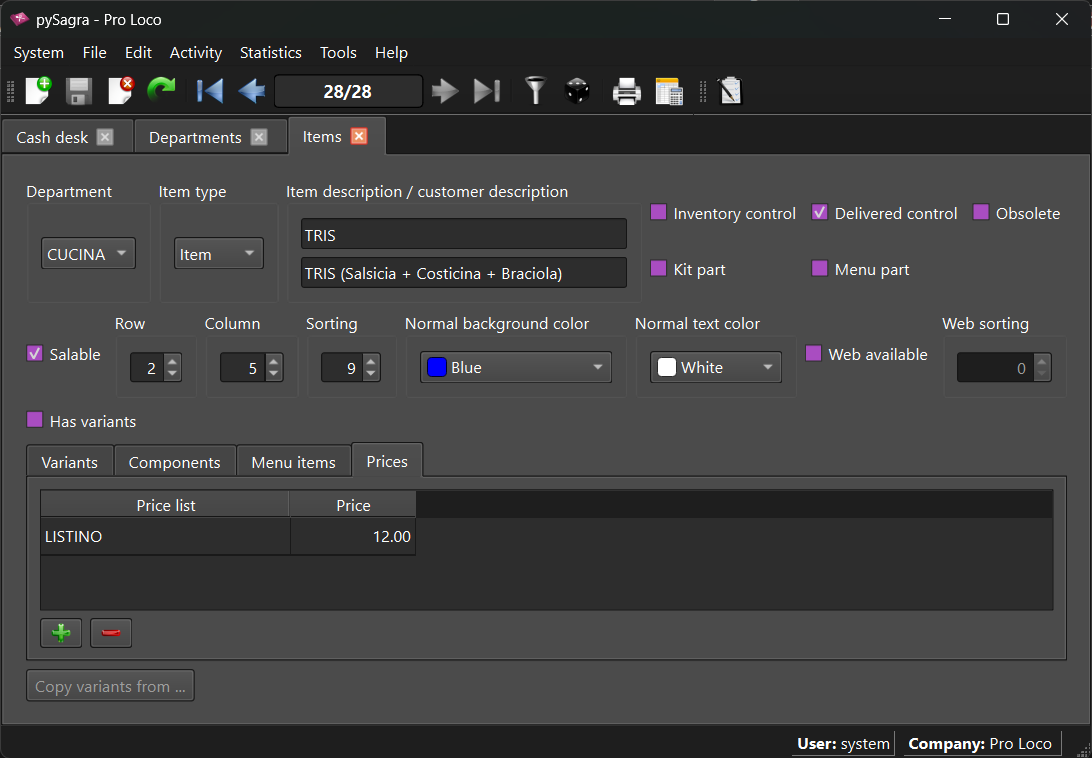 pySagra - Pro Loco
System File Edit Activity Statistics Tools Help
28/28
Cash desk Departments Items
Department Item type Item description / customer description
Inventory control Delivered control Obsolete
CUCINA Item TRIS
TRIS (Salsicia + Costicina + Braciola)
Kit part Menu part
Row Column Sorting Normal background color Normal text color Web sorting
Salable 2 5 9 Blue White Web available 0
Has variants
Variants Components Menu items Prices
Price list Price
LISTINO 12.00
Copy variants from ...
User: system Company: Pro Loco